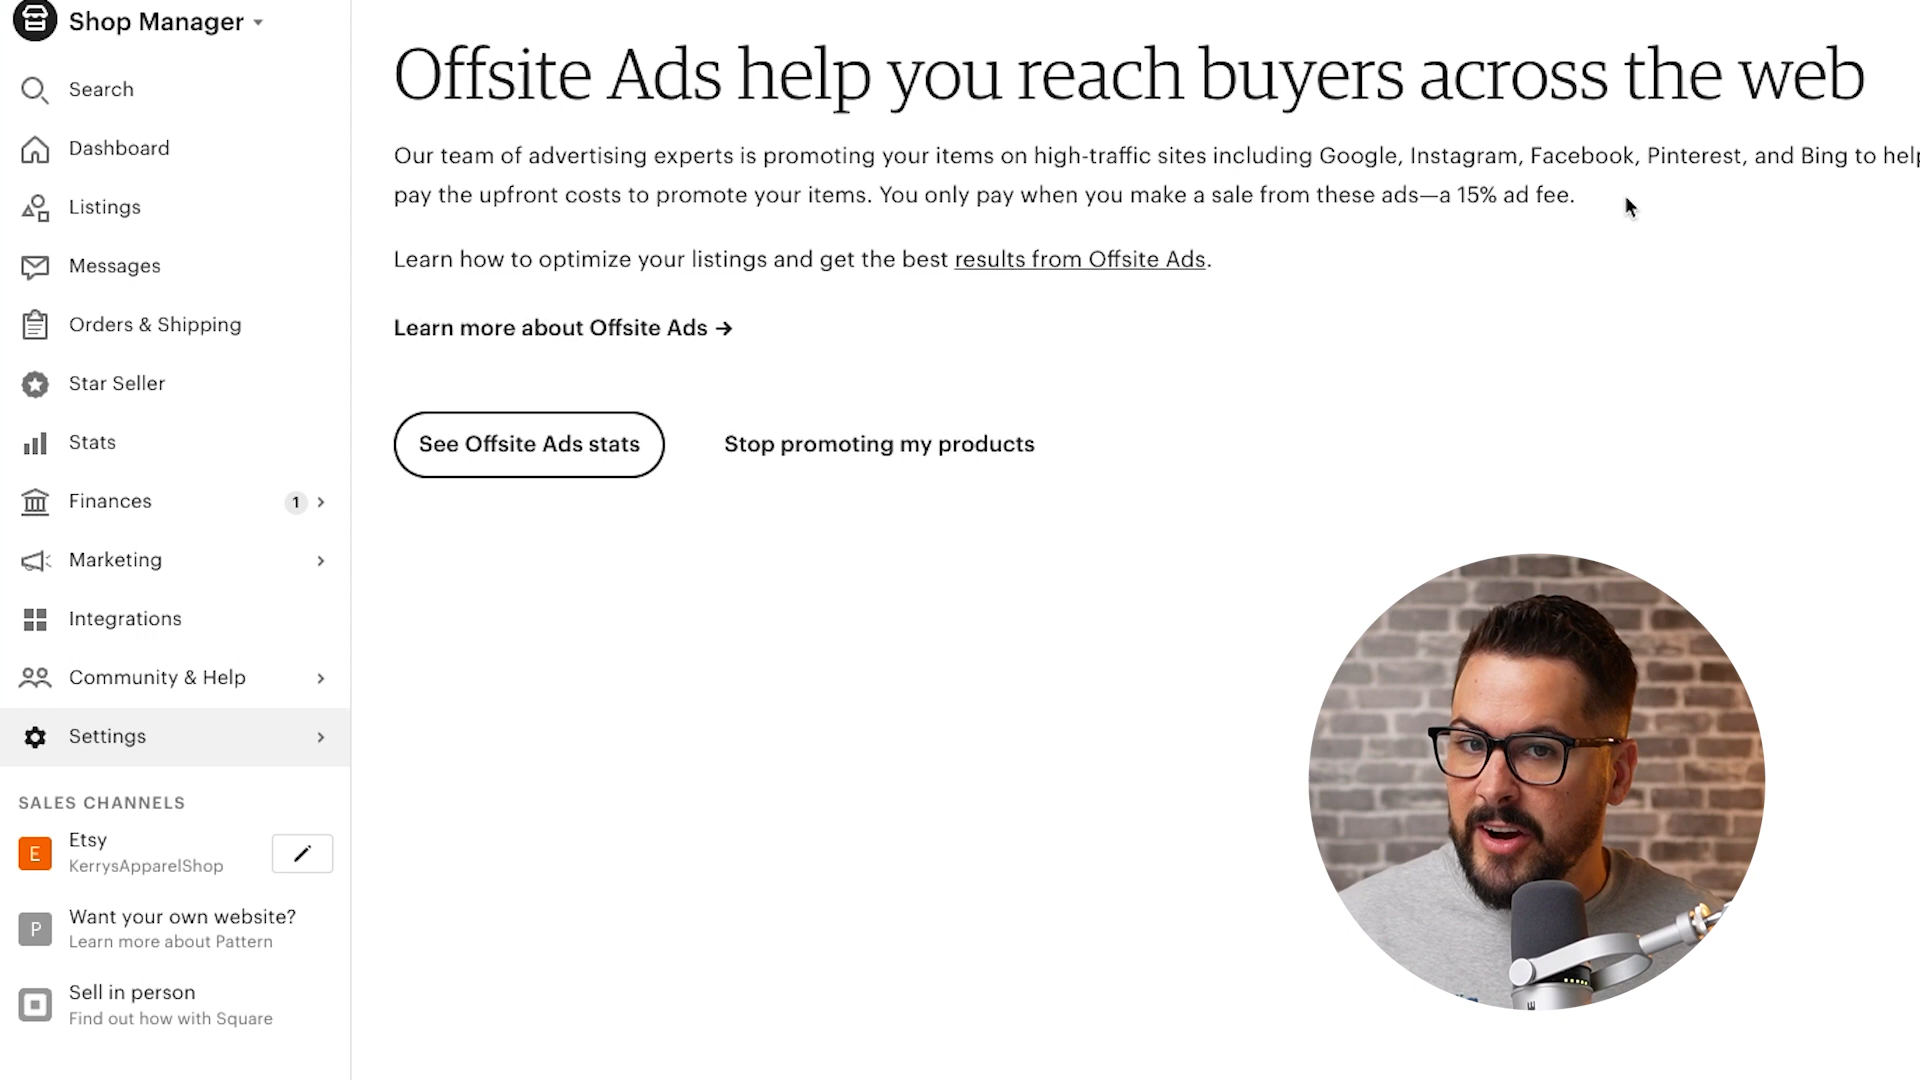 Shop Manager
Search
Dashboard
Listings
Messages
Orders & Shipping
Star Seller
Stats
Finances 1
Marketing
Integrations
Community & Help
Settings
SALES CHANNELS
E Etsy
KerrysApparelShop
P Want your own website?
Learn more about Pattern
Sell in person
Find out how with Square
Offsite Ads help you reach buyers across the web
Our team of advertising experts is promoting your items on high-traffic sites including Google, Instagram, Facebook, Pinterest, and Bing to help
pay the upfront costs to promote your items. You only pay when you make a sale from these ads—a 15% ad fee.
Learn how to optimize your listings and get the best results from Offsite Ads.
Learn more about Offsite Ads →
See Offsite Ads stats Stop promoting my products